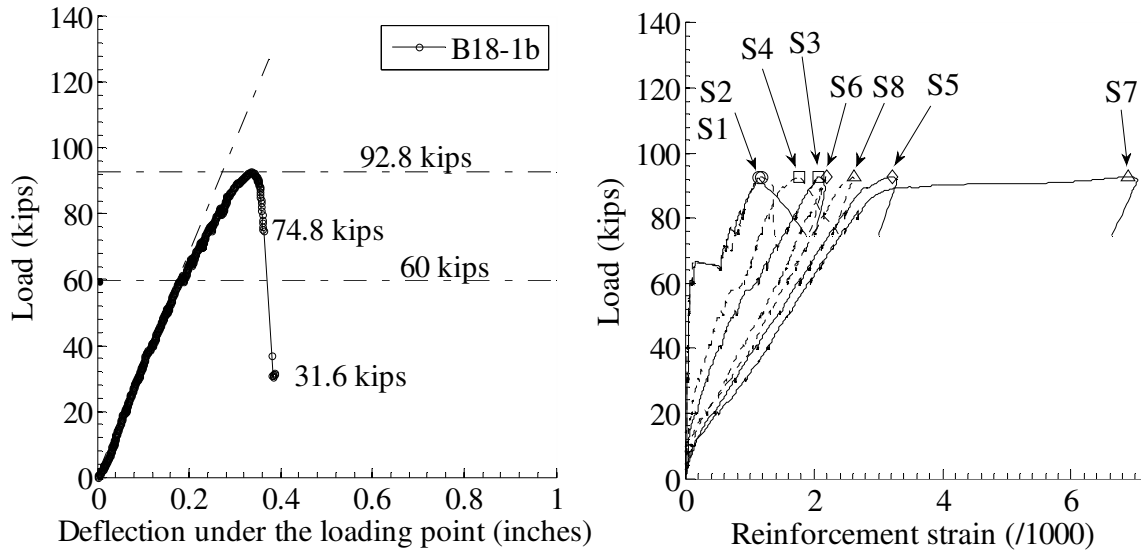 140
120
100
80
60
40
20
0
Load (kips)
B18-1b
92.8 kips
74.8 kips
60 kips
31.6 kips
0
0.2
0.4
0.6
0.8
1
Deflection under the loading point (inches)
140
120
100
80
60
40
20
0
Load (kips)
S4
S3
S2
S1
S6
S8
S5
S7
0
2
4
6
Reinforcement strain (/1000)